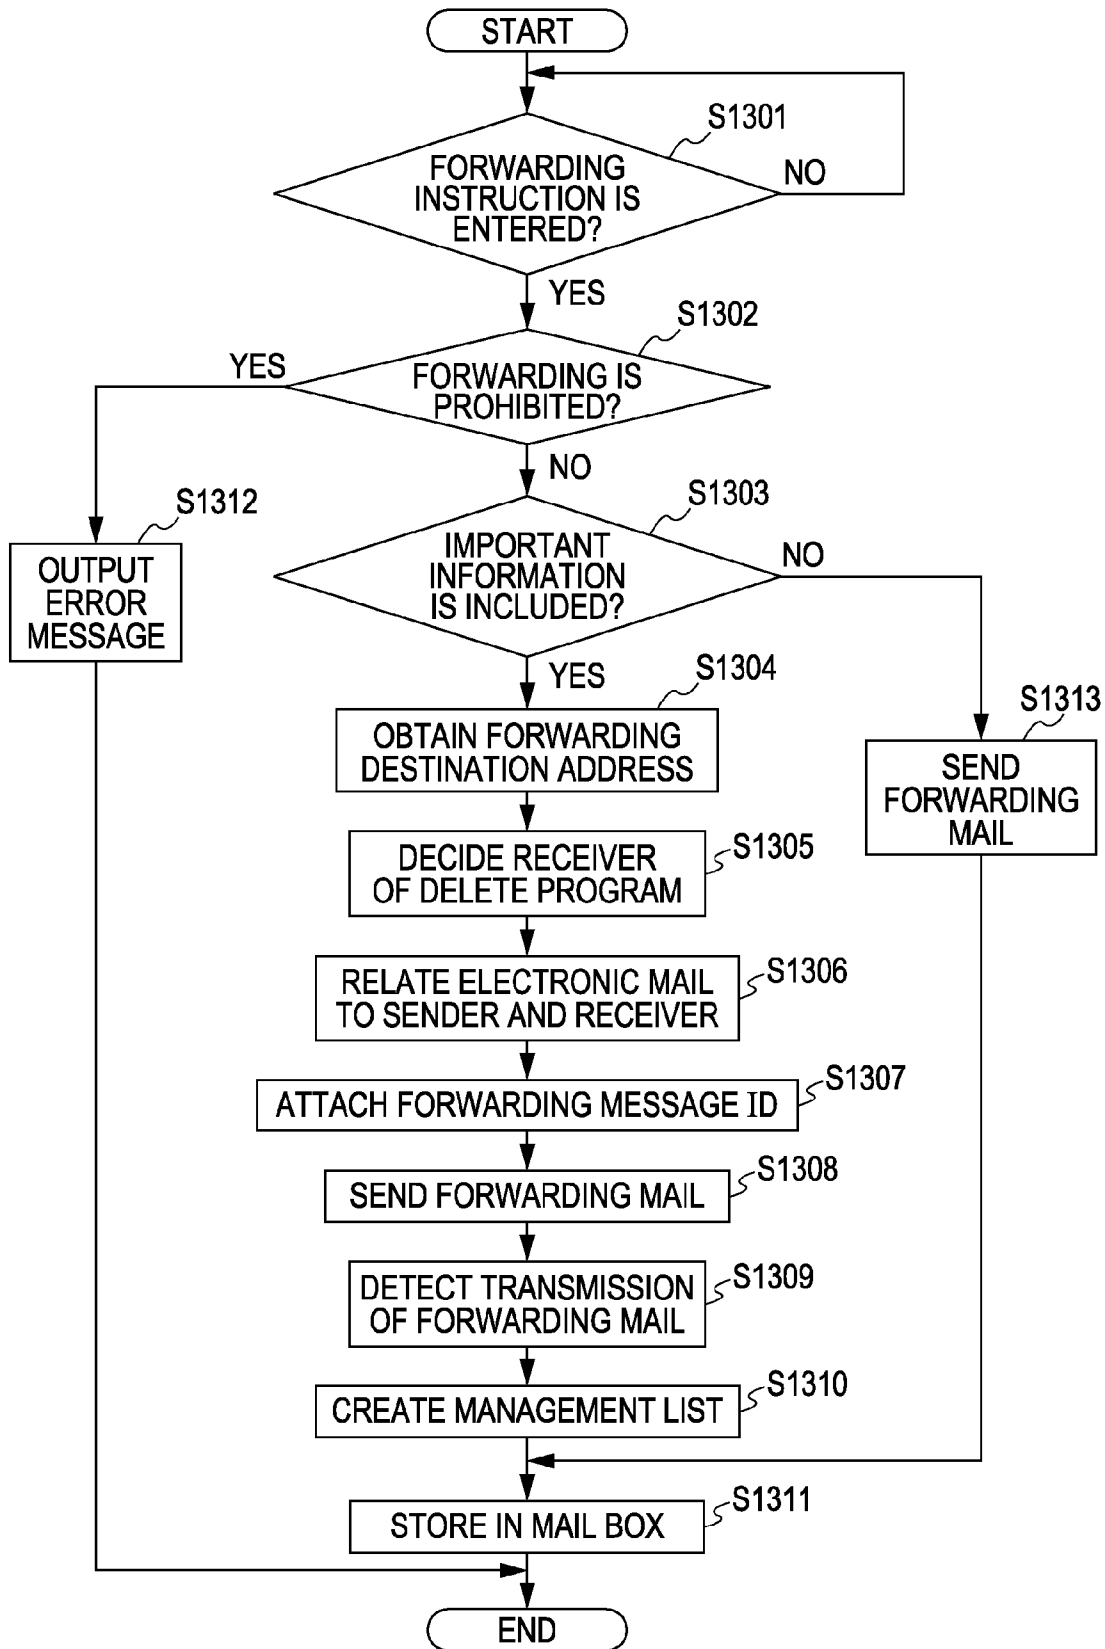 START
S1301
FORWARDING
INSTRUCTION IS
ENTERED?
NO
YES
S1302
YES
FORWARDING IS
PROHIBITED?
NO
S1312
OUTPUT
ERROR
MESSAGE
S1303
IMPORTANT
INFORMATION
IS INCLUDED?
NO
YES
S1304
OBTAIN FORWARDING
DESTINATION ADDRESS
S1313
SEND
FORWARDING
MAIL
DECIDE RECEIVER
OF DELETE PROGRAM
S1305
RELATE ELECTRONIC MAIL
TO SENDER AND RECEIVER
S1306
ATTACH FORWARDING MESSAGE ID
S1307
SEND FORWARDING MAIL
S1308
DETECT TRANSMISSION
OF FORWARDING MAIL
S1309
CREATE MANAGEMENT LIST
S1310
STORE IN MAIL BOX
S1311
END